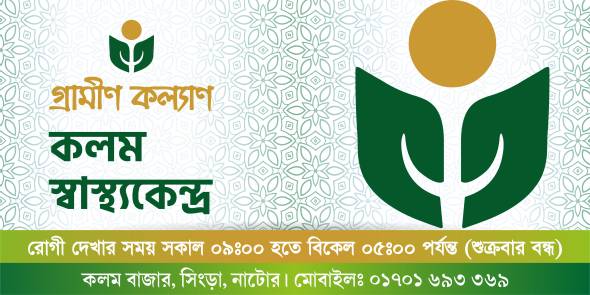 গ্রামীণ কল্যাণ
কলম
স্বাস্থ্যকেন্দ্র
রোগী দেখার সময় সকাল ০৯ঃ০০ হতে বিকেল ০৫ঃ০০ পর্যন্ত (শুক্রবার বন্ধ)
কলম বাজার, সিংড়া, নাটোর। মোবাইলঃ ০১৭০১ ৬৯৩ ৩৬৯